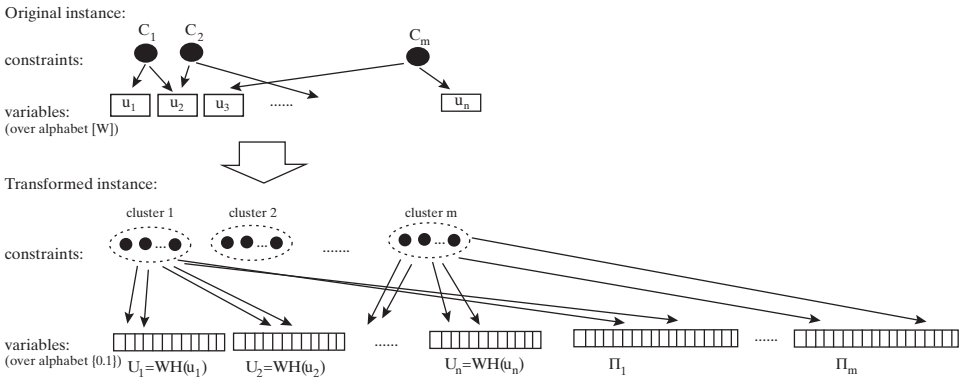 Original instance:
C1 C2 Cm
constraints:
u1 u2 u3 ...... un
variables:
(over alphabet [W])
Transformed instance:
cluster 1 cluster 2 cluster m
... ... ...
constraints: .......
variables: ...... ......
(over alphabet {0.1}) U1=WH(u1) U2=WH(u2) Un=WH(un) Π1 Πm